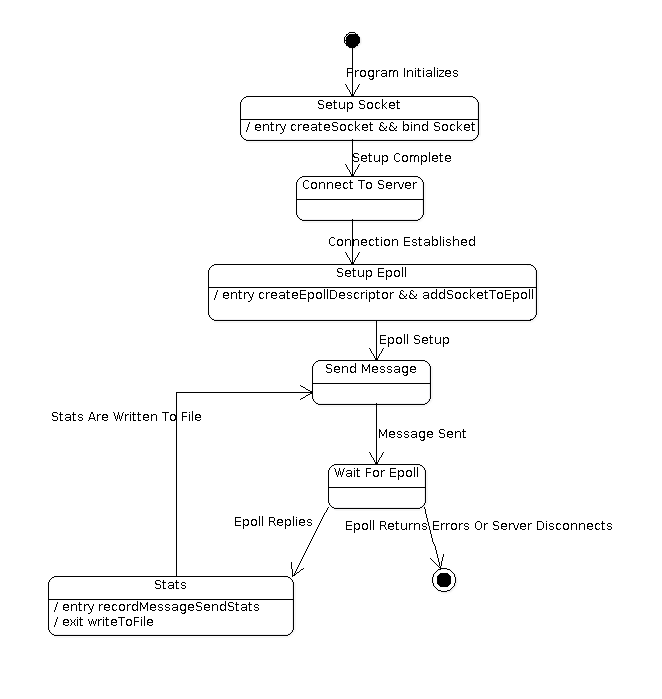 Program Initializes
Setup Socket
/ entry createSocket && bind Socket
Setup Complete
Connect To Server
Connection Established
Setup Epoll
/ entry createEpollDescriptor && addSocketToEpoll
Epoll Setup
Send Message
Stats Are Written To File
Message Sent
Wait For Epoll
Epoll Replies
Epoll Returns Errors Or Server Disconnects
Stats
/ entry recordMessageSendStats
/ exit writeToFile